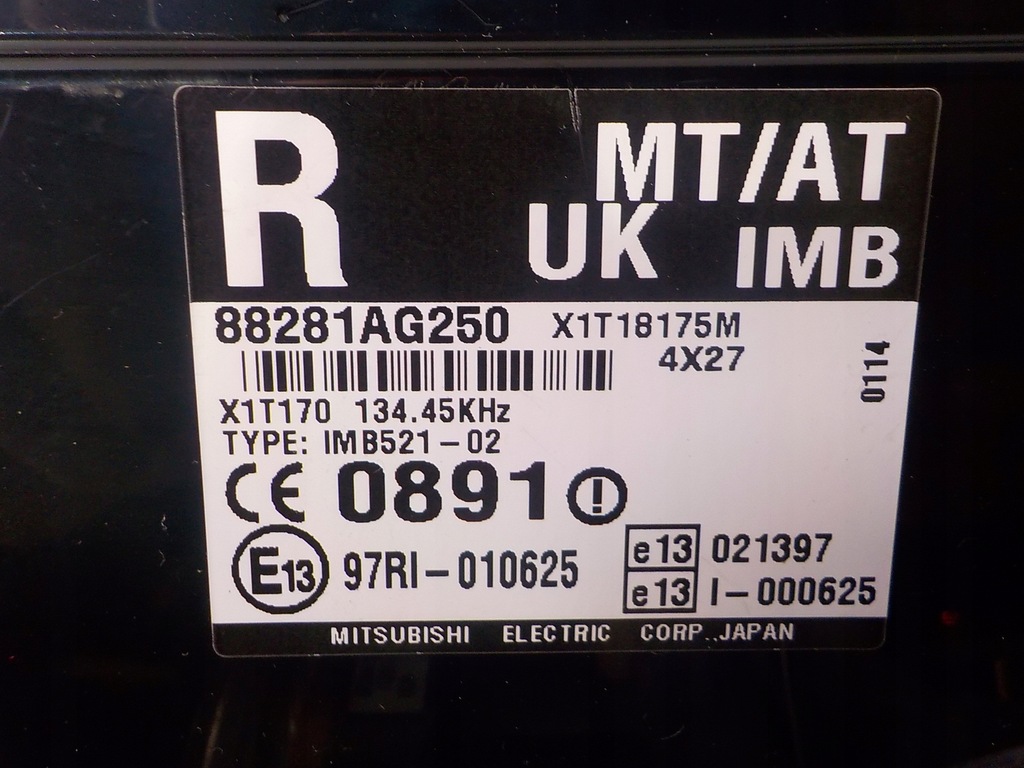 R
MT/AT
UK IMB
88281AG250 X1T18175M
4X27
0114
X1T170 134.45KHz
TYPE: IMB521-02
CE 0891 !
E13 97RI-010625
e13 021397
e13 I-000625
MITSUBISHI ELECTRIC CORP.,JAPAN